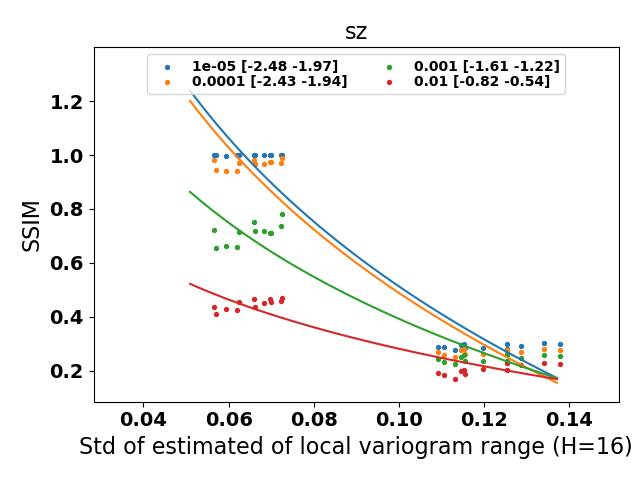 sz
1e-05 [-2.48 -1.97]
0.0001 [-2.43 -1.94]
0.001 [-1.61 -1.22]
0.01 [-0.82 -0.54]
SSIM
1.2
1.0
0.8
0.6
0.4
0.2
0.04 0.06 0.08 0.10 0.12 0.14
Std of estimated of local variogram range (H=16)